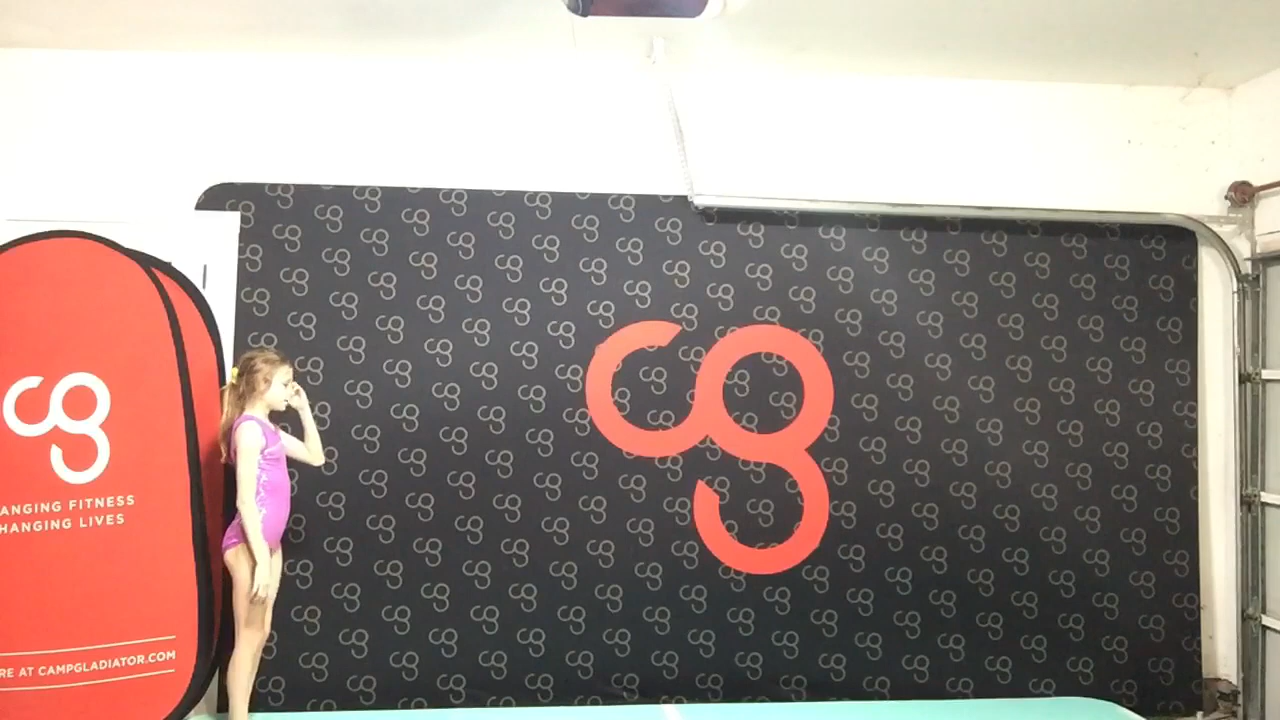 cg
ANGING FITNESS
HANGING LIVES
RE AT CAMPGLADIATOR.COM
cg